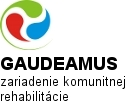 GAUDEAMUS
zariadenie komunitnej
rehabilitácie